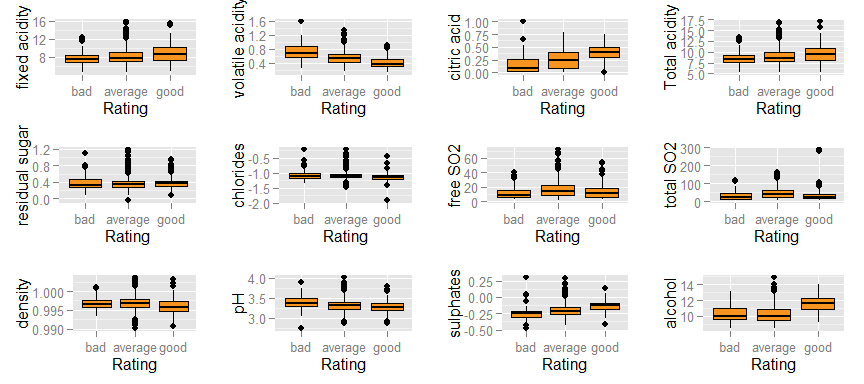 fixed acidity
16
12
8
bad average good
Rating
volatile acidity
1.6
1.2
0.8
0.4
bad average good
Rating
citric acid
1.00
0.75
0.50
0.25
0.00
bad average good
Rating
Total acidity
17.5
15.0
12.5
10.0
7.5
5.0
bad average good
Rating
residual sugar
1.2
0.8
0.4
0.0
bad average good
Rating
chlorides
-0.5
-1.0
-1.5
-2.0
bad average good
Rating
free SO2
60
40
20
0
bad average good
Rating
total SO2
300
200
100
0
bad average good
Rating
density
1.000
0.995
0.990
bad average good
Rating
pH
4.0
3.5
3.0
bad average good
Rating
sulphates
0.25
0.00
-0.25
-0.50
bad average good
Rating
alcohol
14
12
10
bad average good
Rating